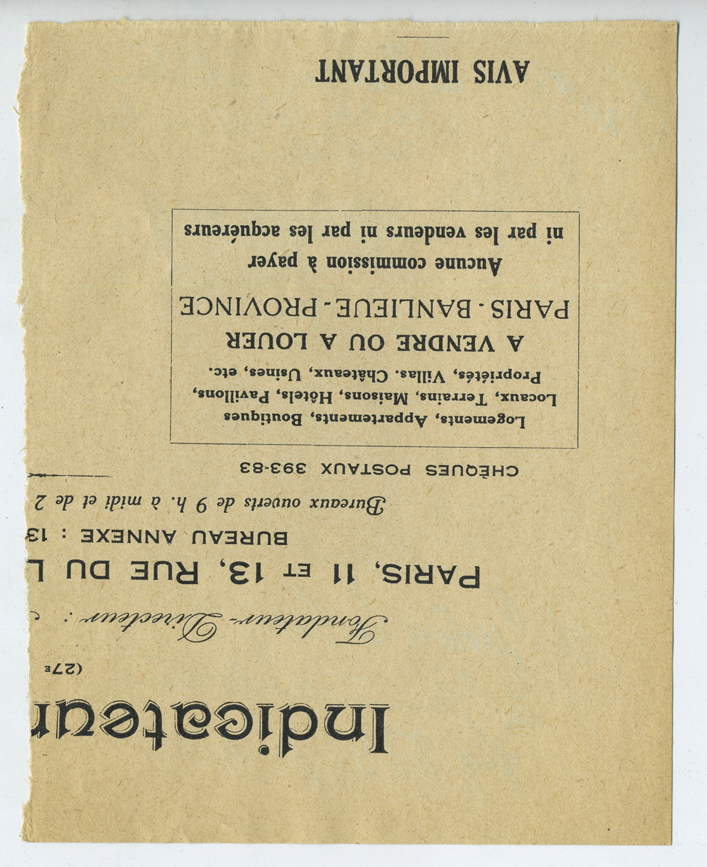 Indicateur
(27E
Fondateur-Directeur :
PARIS, 11 ET 13, RUE DU L
BUREAU ANNEXE : 13
Bureaux ouverts de 9 h. à midi et de 2
CHÈQUES POSTAUX 393-83
Logements, Appartements, Boutiques
Locaux, Terrains, Maisons, Hôtels, Pavillons,
Propriétés, Villas. Châteaux, Usines, etc.
A VENDRE OU A LOUER
PARIS - BANLIEUE - PROVINCE
Aucune commission à payer
ni par les vendeurs ni par les acquéreurs
AVIS IMPORTANT